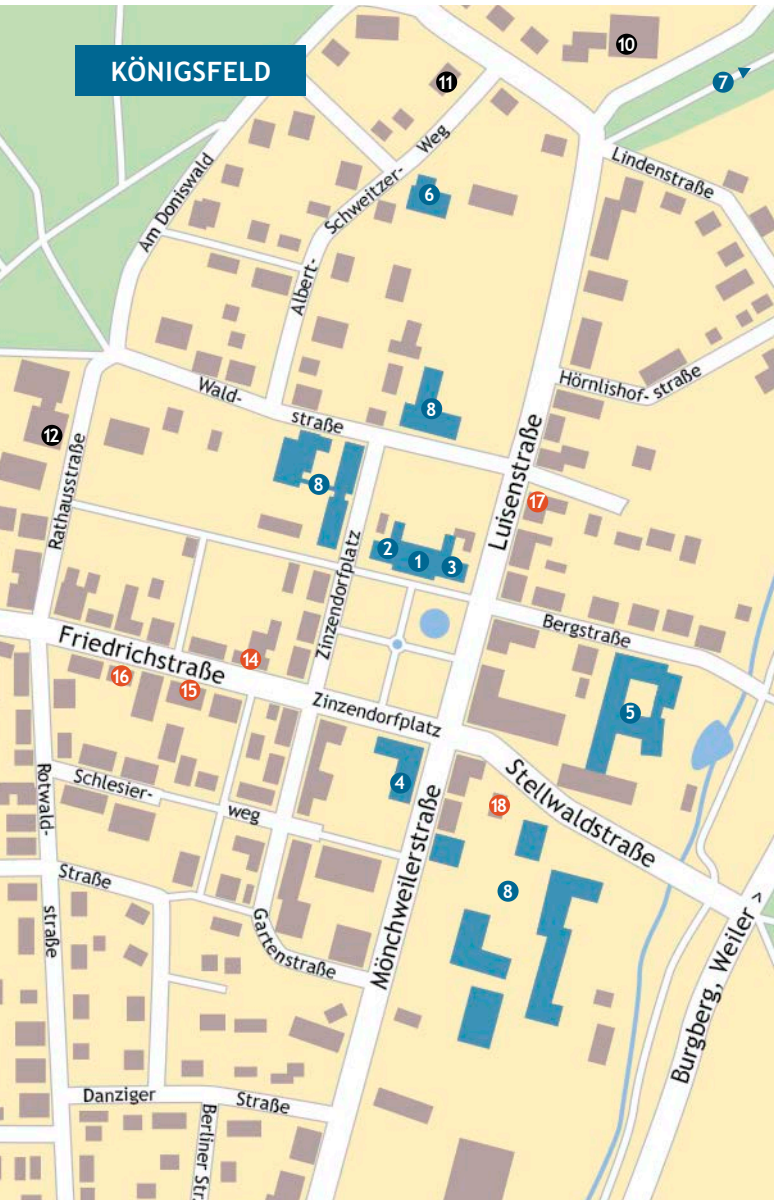 KÖNIGSFELD
10
11
7
Lindenstraße
Am Doniswald
Albert-
Schweitzer-
Weg
6
Hörnlishof-
straße
Wald-
straße
8
12
Rathausstraße
8
Luisenstraße
17
2
1
3
Zinzendorfplatz
Bergstraße
Friedrichstraße
14
16
15
Zinzendorfplatz
5
4
Rotwald-
straße
Schlesier-
weg
Stellwaldstraße
18
Mönchweilerstraße
Straße
8
Gartenstraße
Burgberg, Weiler >
Danziger
Straße
Berliner Str.